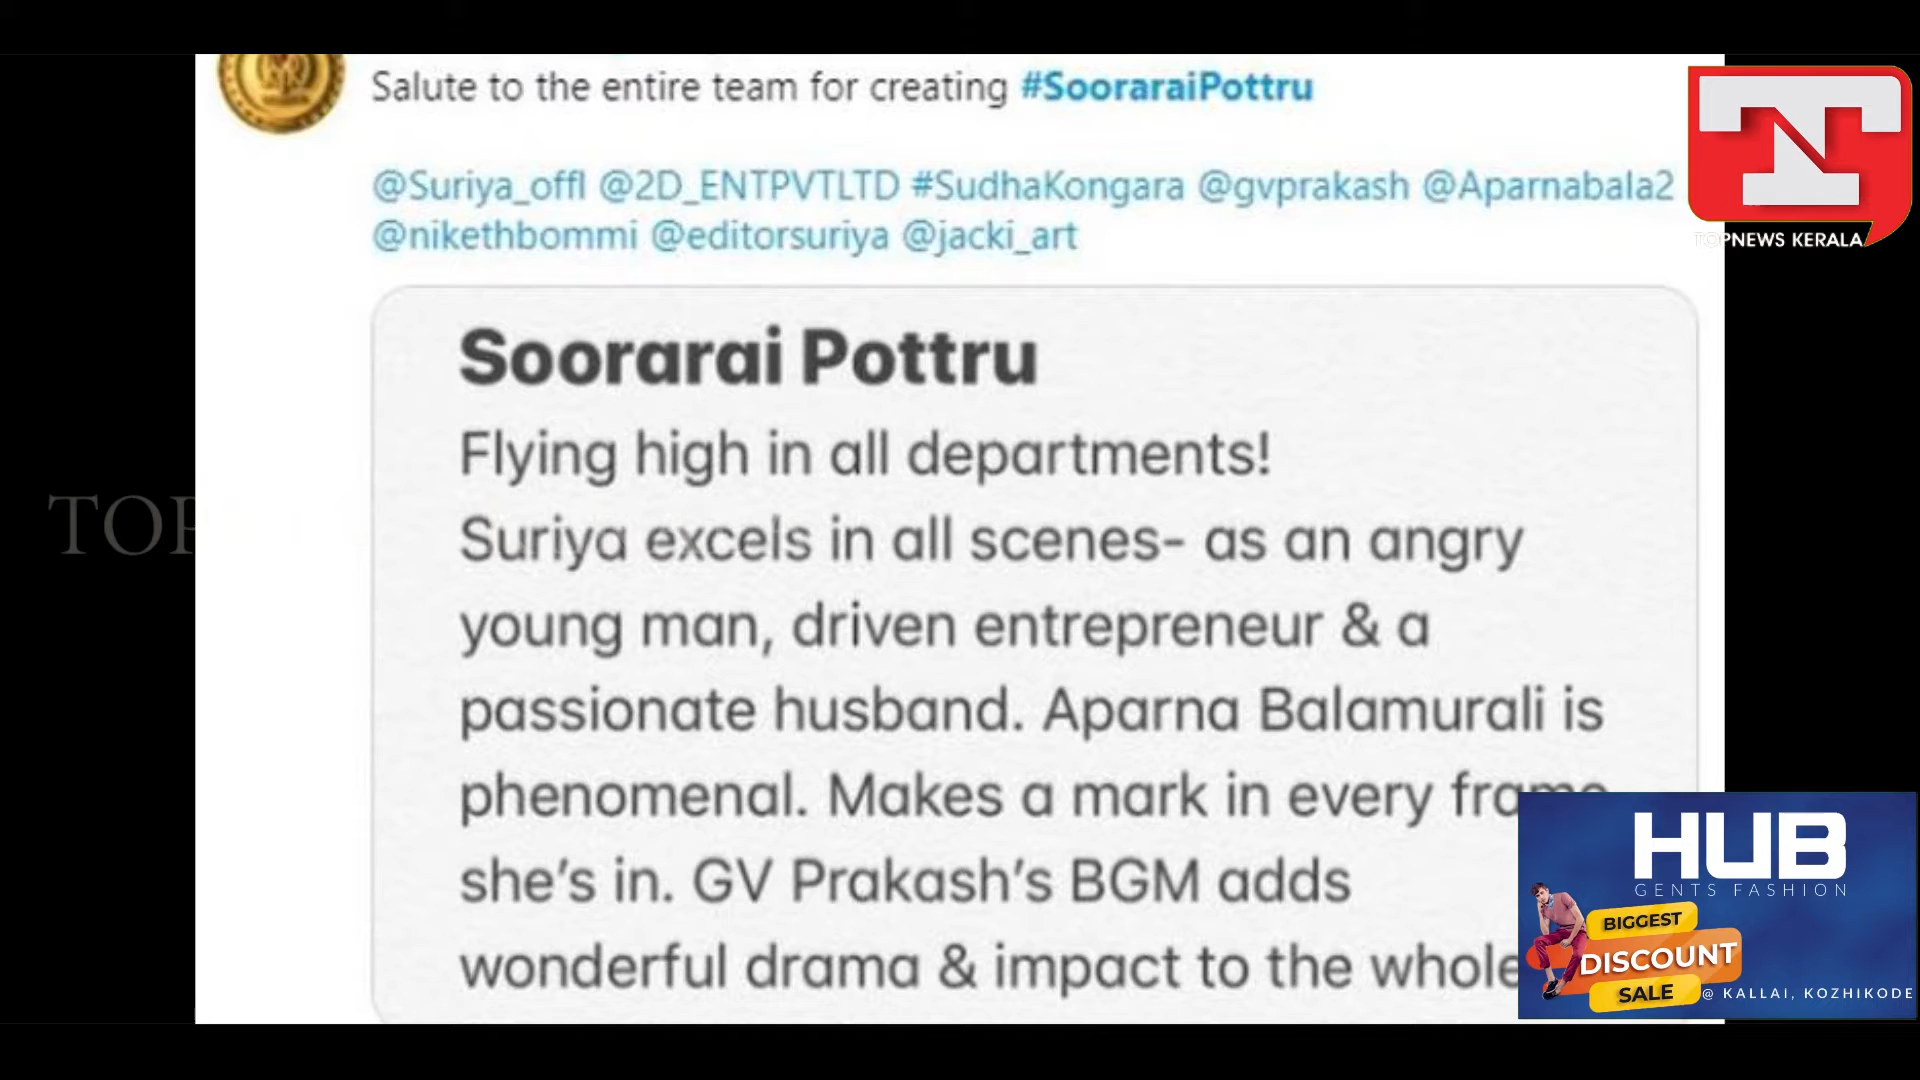 Salute to the entire team for creating #SooraraiPottru
@Suriya_offl @2D_ENTPVTLTD #SudhaKongara @gvprakash @Aparnabala2
@nikethbommi @editorsuriya @jacki_art
Soorarai Pottru
Flying high in all departments!
Suriya excels in all scenes- as an angry
young man, driven entrepreneur & a
passionate husband. Aparna Balamurali is
phenomenal. Makes a mark in every frame
she's in. GV Prakash's BGM adds
wonderful drama & impact to the whole
TOPNEWS KERALA
TOP
HUB
GENTS FASHION
BIGGEST
DISCOUNT
SALE
@ KALLAI, KOZHIKODE